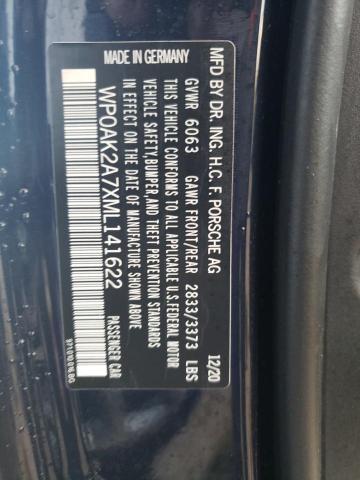 MFD BY DR. ING. H.C. F. PORSCHE AG
12/20
GVWR 6063 GAWR FRONT/REAR 2833/3373 LBS
THIS VEHICLE CONFORMS TO ALL APPLICABLE U.S.FEDERAL MOTOR
VEHICLE SAFETY,BUMPER,AND THEFT PREVENTION STANDARDS
IN EFFECT ON THE DATE OF MANUFACTURE SHOWN ABOVE
MADE IN GERMANY
WP0AK2A7XML141622
PASSENGER CAR